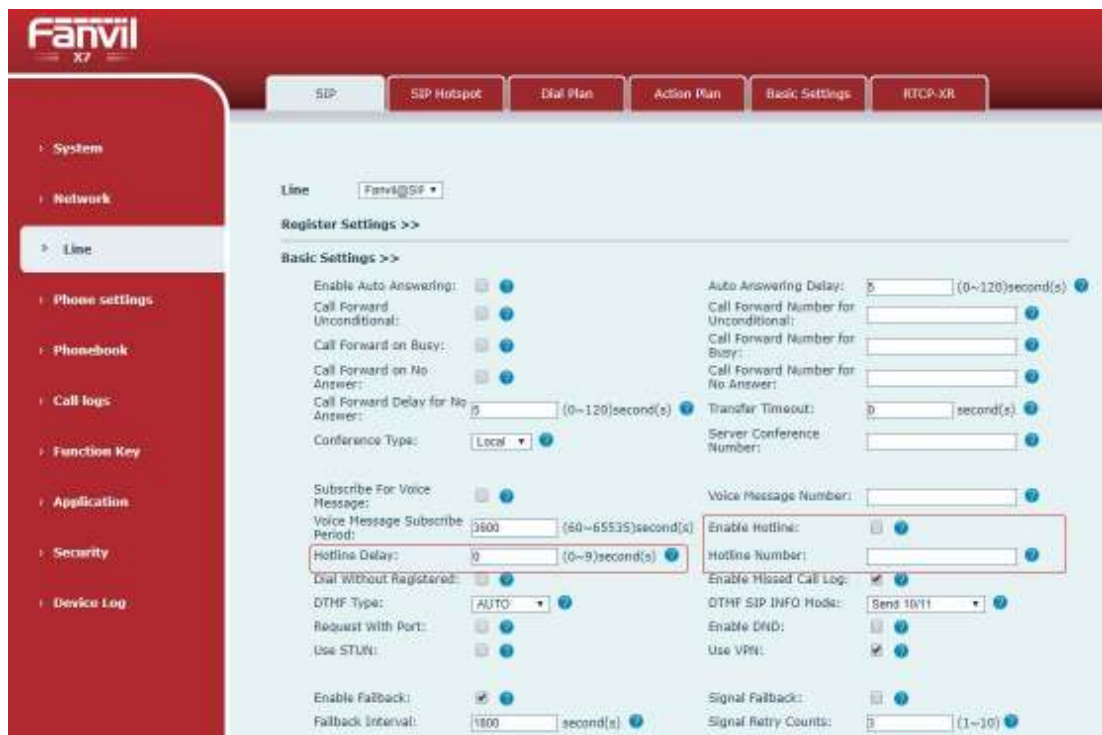 Fanvil
X7
SIP SIP Hotspot Dial Plan Action Plan Basic Settings RTCP-XR
System
Network
Line
Phone settings
Phonebook
Call logs
Function Key
Application
Security
Device Log
Line Fanvil@SIP
Register Settings >>
Basic Settings >>
Enable Auto Answering: Auto Answering Delay: 5 (0~120)second(s)
Call Forward Unconditional: Call Forward Number for Unconditional:
Call Forward on Busy: Call Forward Number for Busy:
Call Forward on No Answer: Call Forward Number for No Answer:
Call Forward Delay for No Answer: 5 (0~120)second(s) Transfer Timeout: 0 second(s)
Conference Type: Local Server Conference Number:
Subscribe For Voice Message: Voice Message Number:
Voice Message Subscribe Period: 3600 (60~65535)second(s) Enable Hotline:
Hotline Delay: 0 (0~9)second(s) Hotline Number:
Dial Without Registered: Enable Missed Call Log:
DTMF Type: AUTO DTMF SIP INFO Mode: Send 10/11
Request With Port: Enable DND:
Use STUN: Use VPN:
Enable Failback: Signal Failback:
Failback Interval: 1800 second(s) Signal Retry Counts: 3 (1~10)